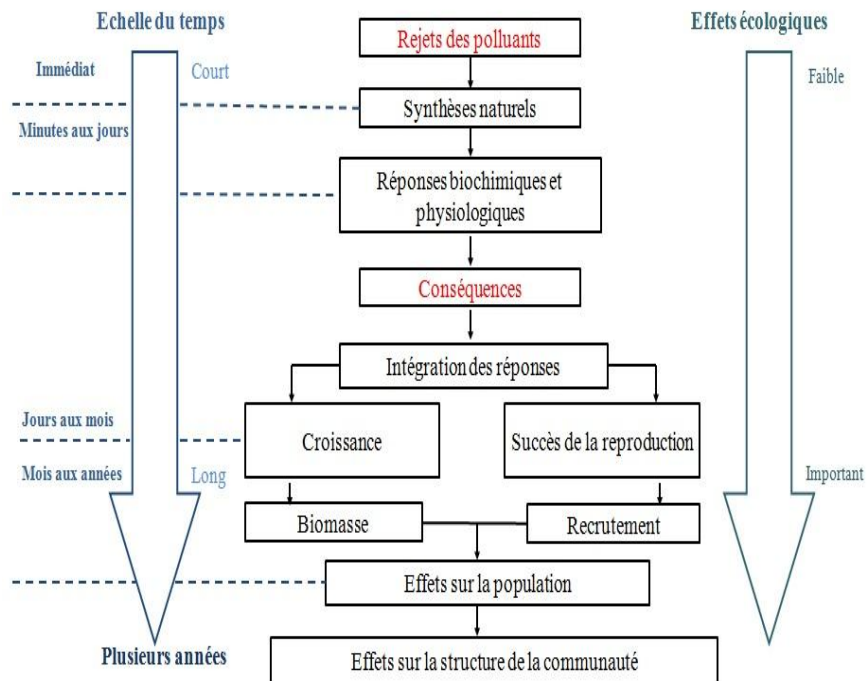 Echelle du temps
Effets écologiques
Rejets des polluants
Immédiat
Court
Faible
Synthèses naturels
Minutes aux jours
Réponses biochimiques et
physiologiques
Conséquences
Intégration des réponses
Jours aux mois
Croissance
Succès de la reproduction
Mois aux années
Long
Important
Biomasse
Recrutement
Effets sur la population
Plusieurs années
Effets sur la structure de la communauté